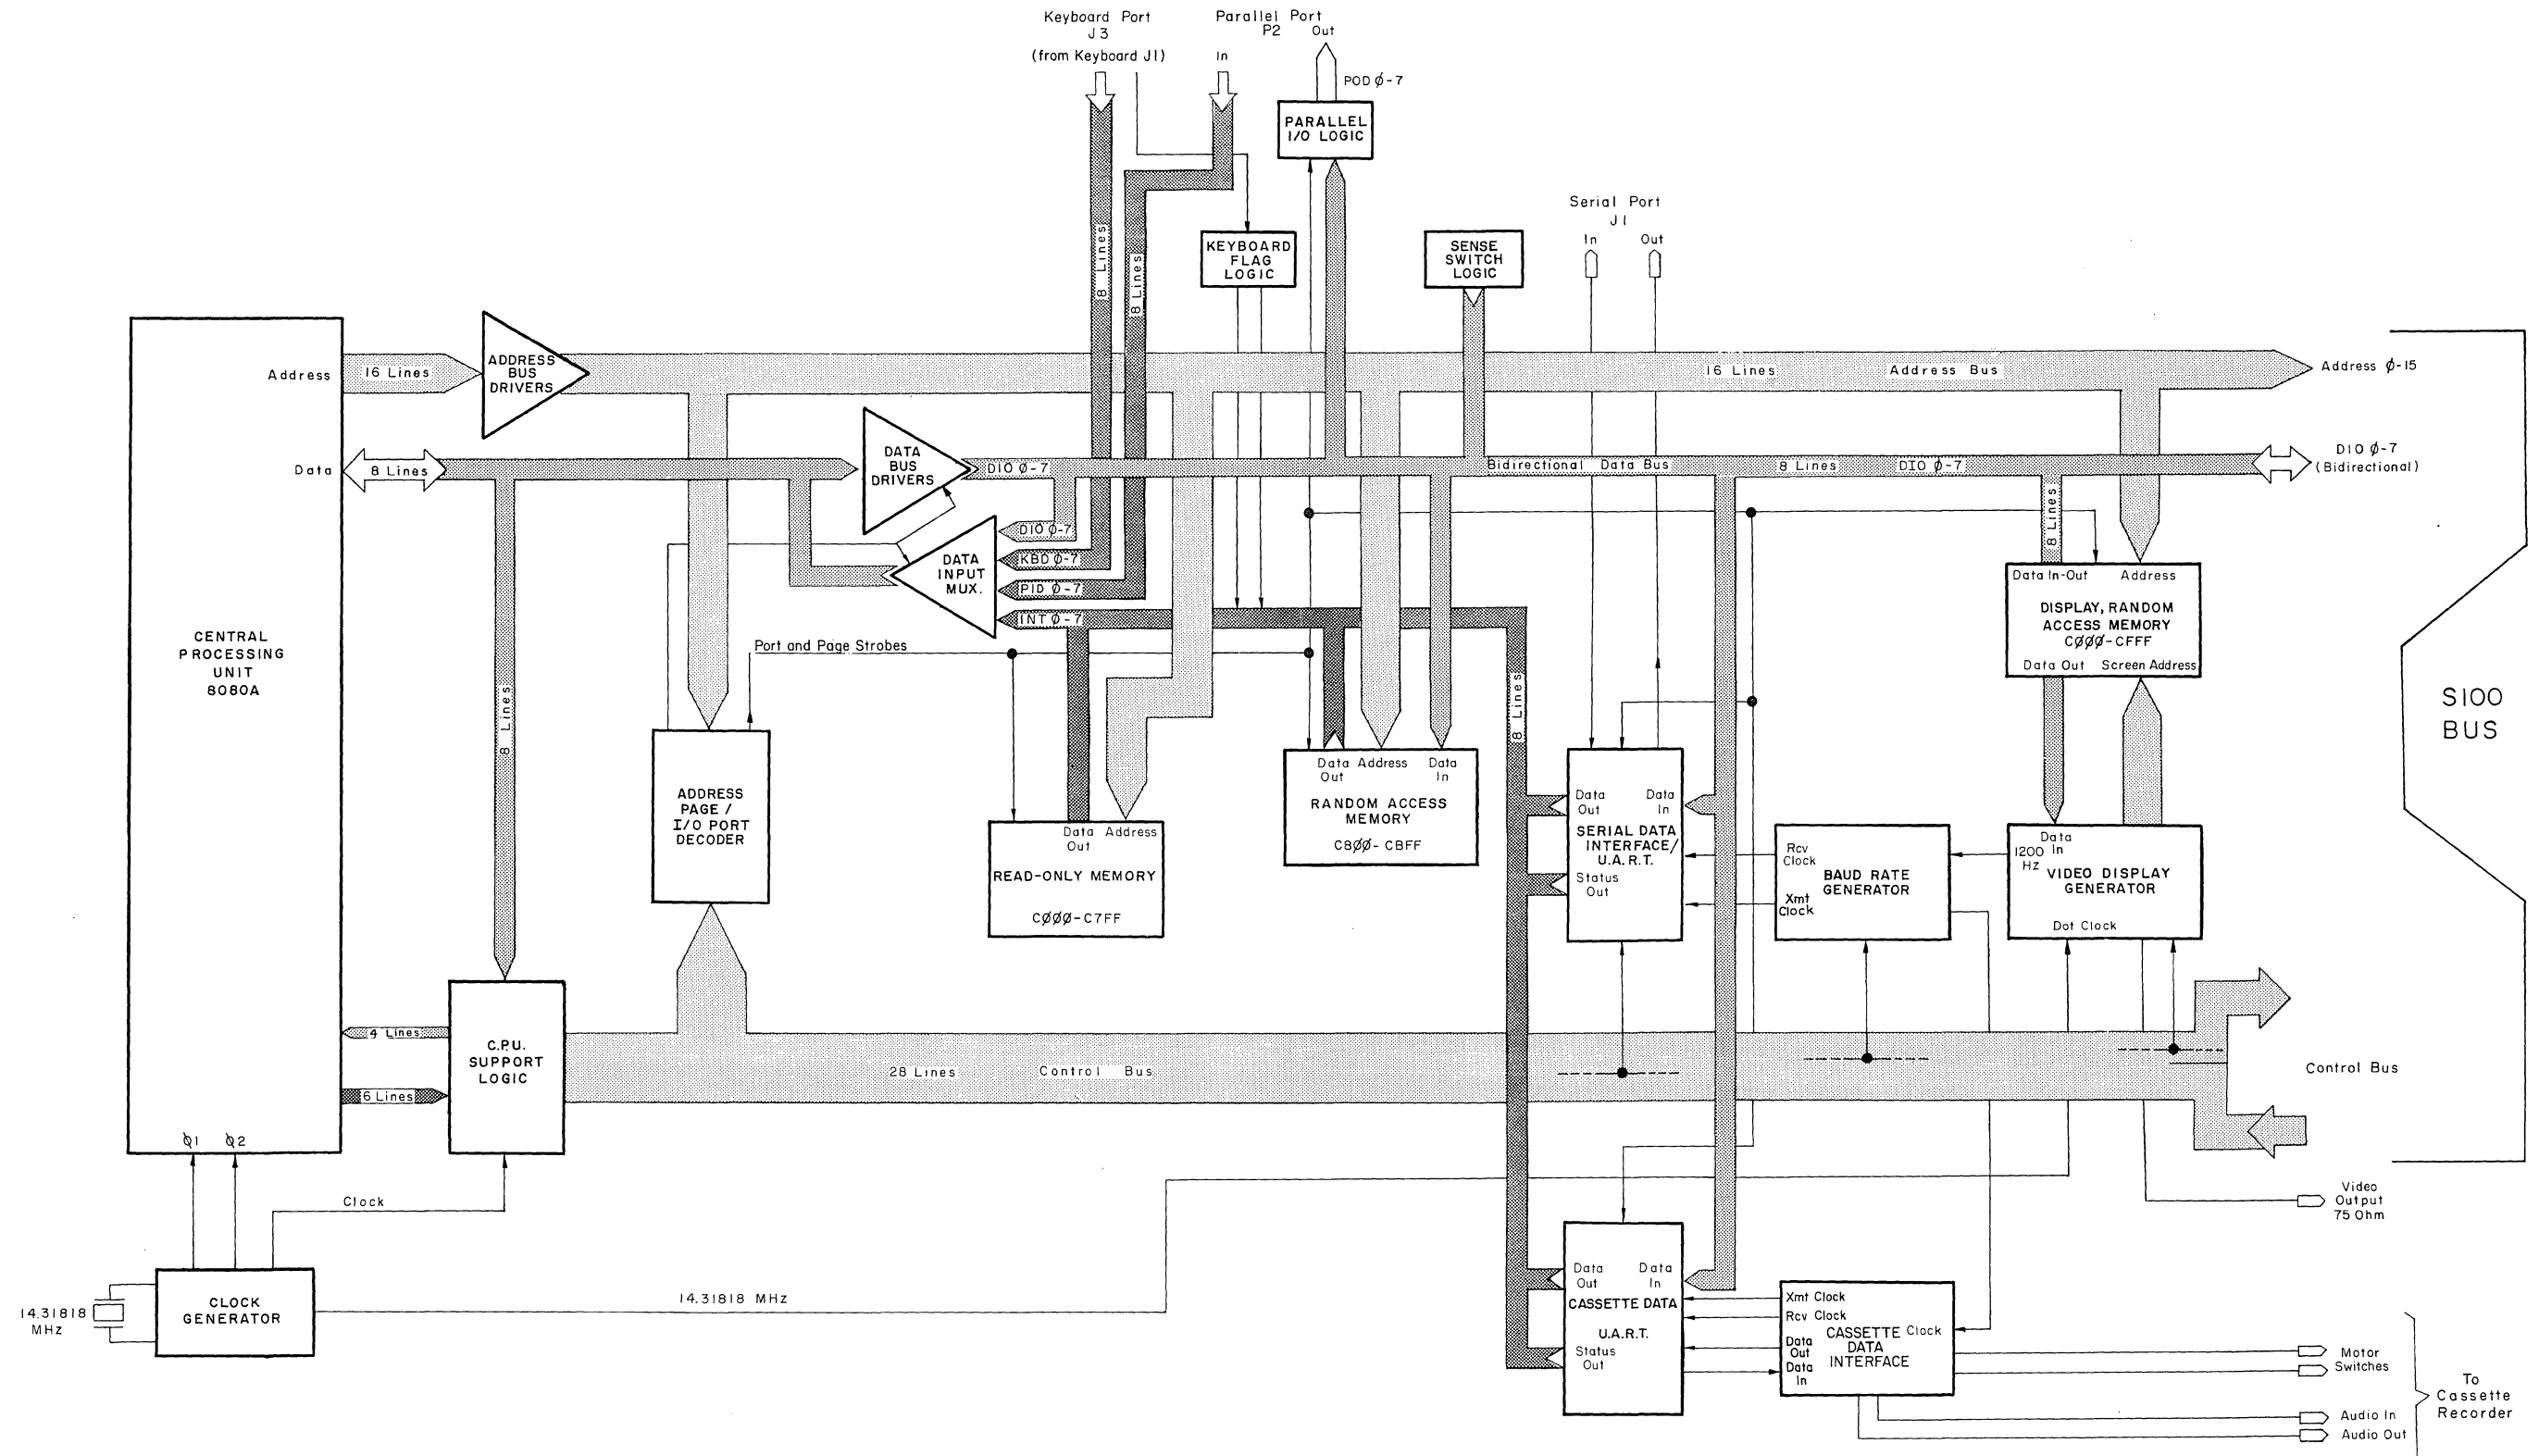 Keyboard Port
J3
(from Keyboard J1)
Parallel Port
P2
In
Out
PODØ-7
PARALLEL
I/O LOGIC
8 Lines
8 Lines
KEYBOARD
FLAG
LOGIC
SENSE
SWITCH
LOGIC
Serial Port
J1
In
Out
Address
16 Lines
ADDRESS
BUS
DRIVERS
16 Lines
Address Bus
Address Ø-15
Data
8 Lines
DATA
BUS
DRIVERS
DIO Ø-7
Bidirectional Data Bus
8 Lines
DIO Ø-7
DIO Ø-7
(Bidirectional)
8 Lines
DATA
INPUT
MUX.
DIO Ø-7
KBD Ø-7
PID Ø-7
INT Ø-7
Port and Page Strobes
CENTRAL
PROCESSING
UNIT
8080A
8 Lines
8 Lines
Data In-Out
Address
DISPLAY, RANDOM
ACCESS MEMORY
CØØØ-CFFF
Data Out
Screen Address
S100
BUS
ADDRESS
PAGE /
I/O PORT
DECODER
Data
Out
Address
READ-ONLY MEMORY
CØØØ-C7FF
Data
Out
Address
Data
In
RANDOM ACCESS
MEMORY
C8ØØ-CBFF
Data
Out
Data
In
SERIAL DATA
INTERFACE/
U.A.R.T.
Status
Out
Rcv
Clock
BAUD RATE
GENERATOR
Xmt
Clock
Data
In
1200
HZ
VIDEO DISPLAY
GENERATOR
Dot Clock
4 Lines
6 Lines
C.P.U.
SUPPORT
LOGIC
28 Lines
Control Bus
Control Bus
Ø1
Ø2
Clock
Video
Output
75 Ohm
14.31818
MHz
CLOCK
GENERATOR
14.31818 MHz
Data
Out
Data
In
CASSETTE DATA
U.A.R.T.
Status
Out
Xmt Clock
Rcv Clock
Data
Out
Data
In
CASSETTE
DATA
INTERFACE
Clock
Motor
Switches
Audio In
Audio Out
To
Cassette
Recorder